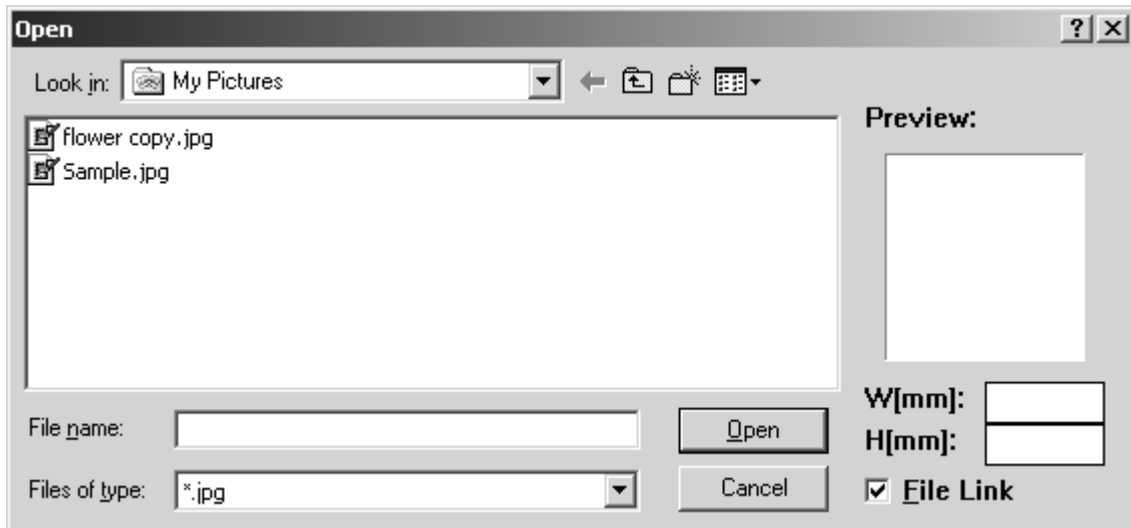 Open
Look in: My Pictures
flower copy.jpg
Sample.jpg
Preview:
W[mm]:
H[mm]:
File name:
Open
Files of type: *.jpg
Cancel
File Link